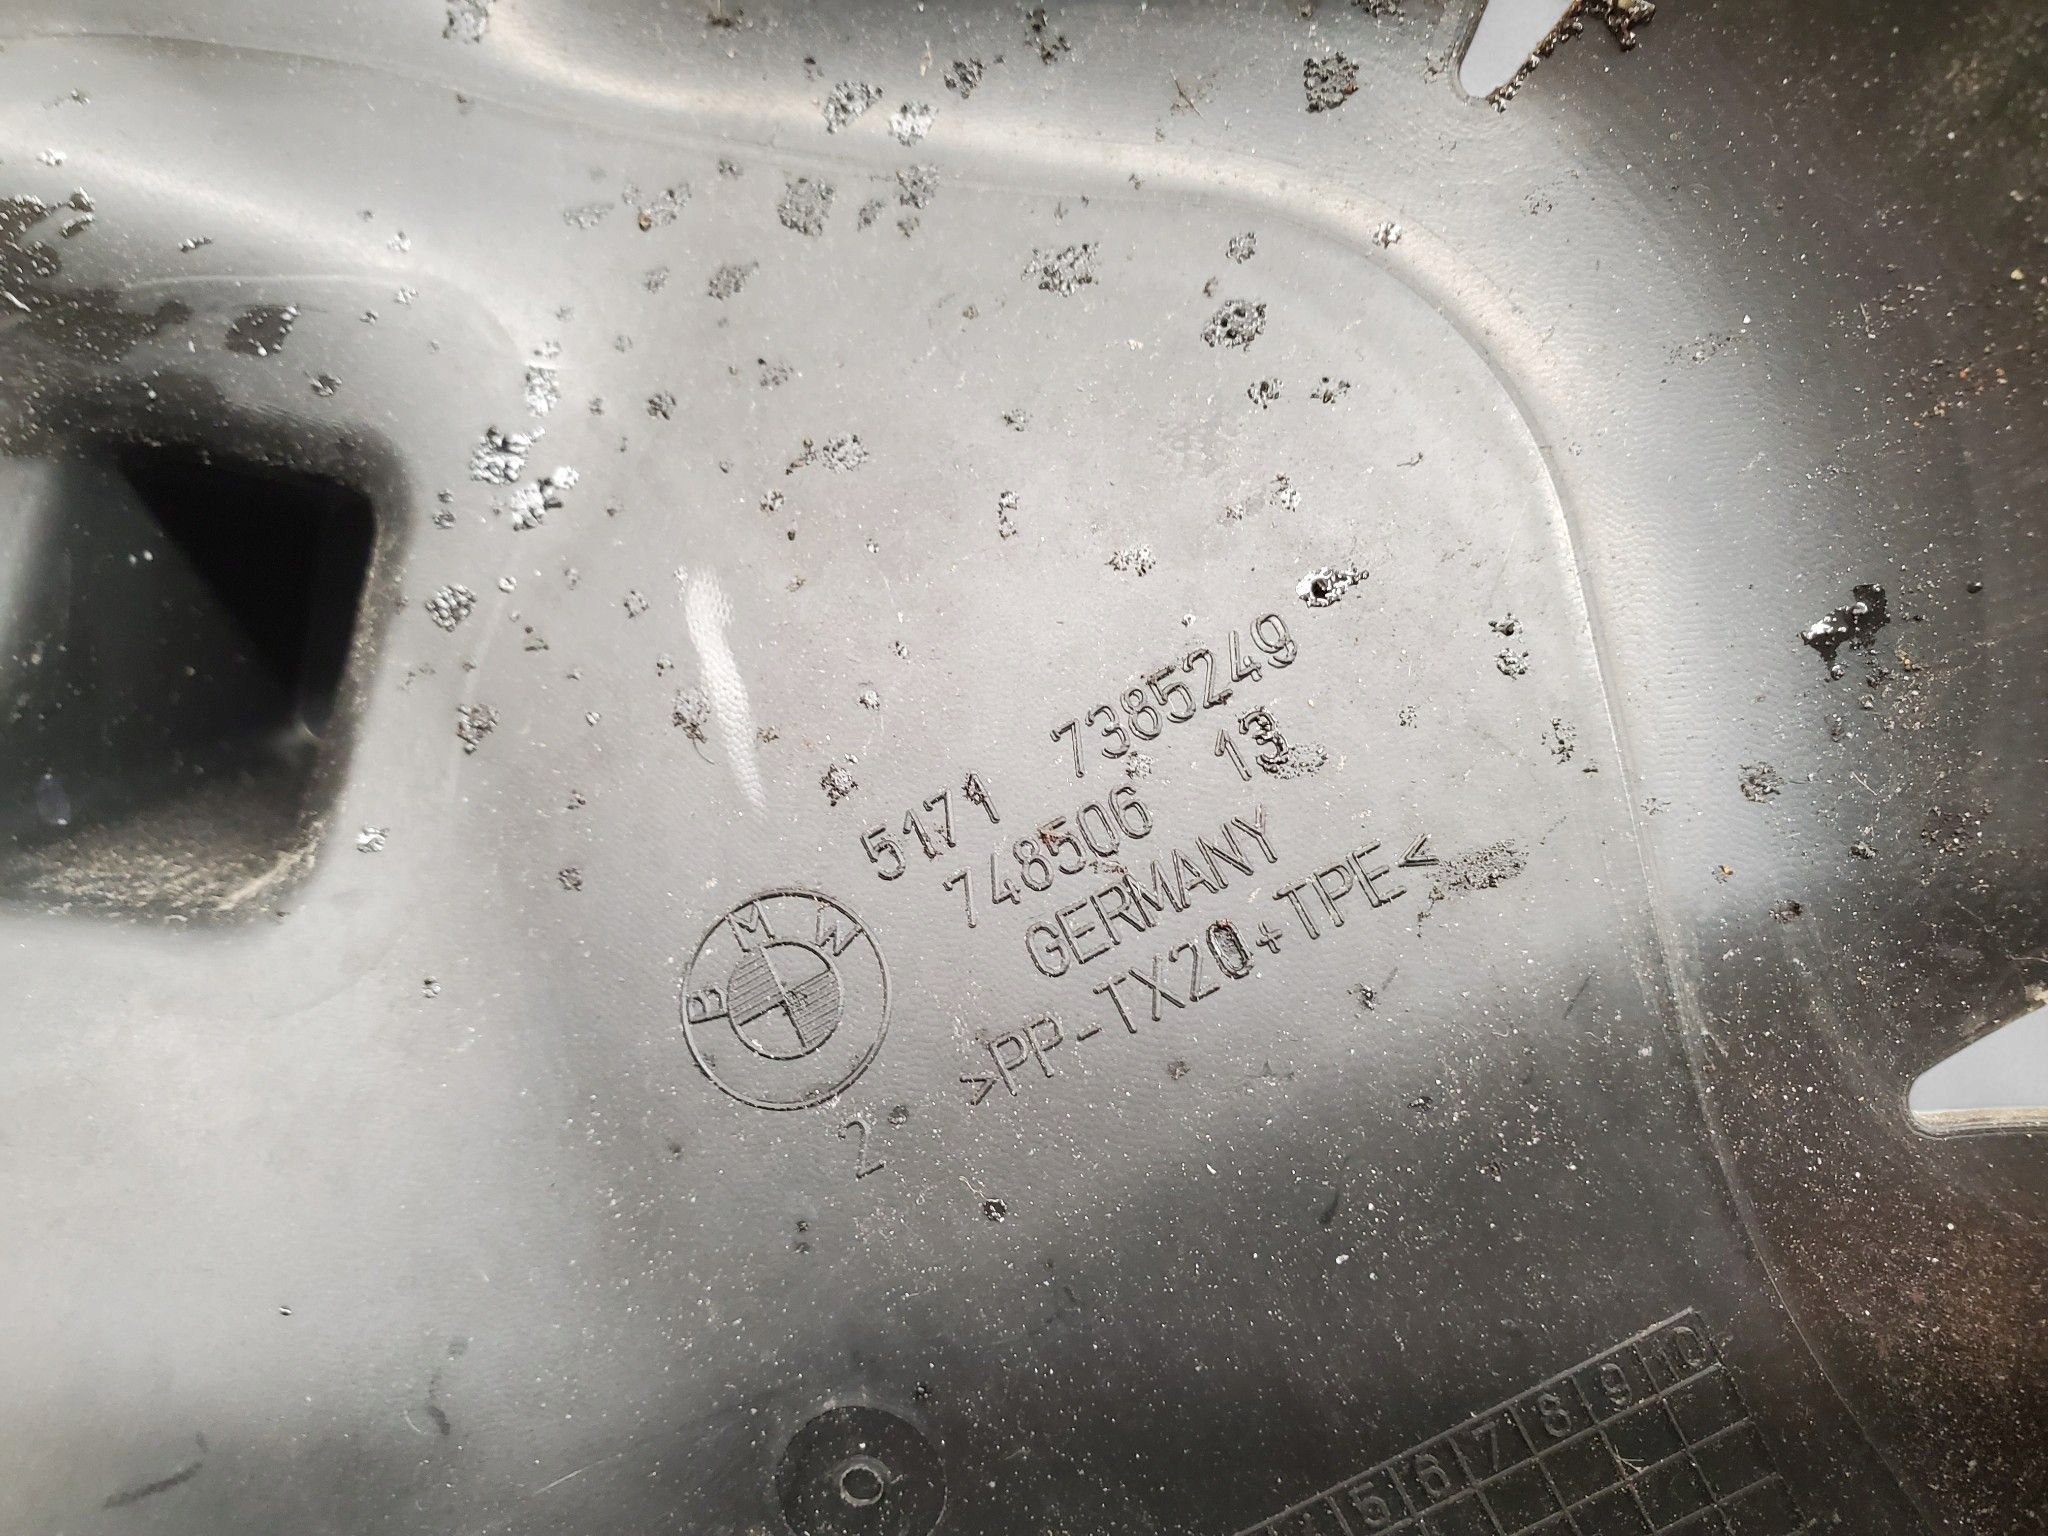 5171 7385249
748506 13
GERMANY
>PP-TX20+TPE<
BMW
2
5 6 7 8 9 10